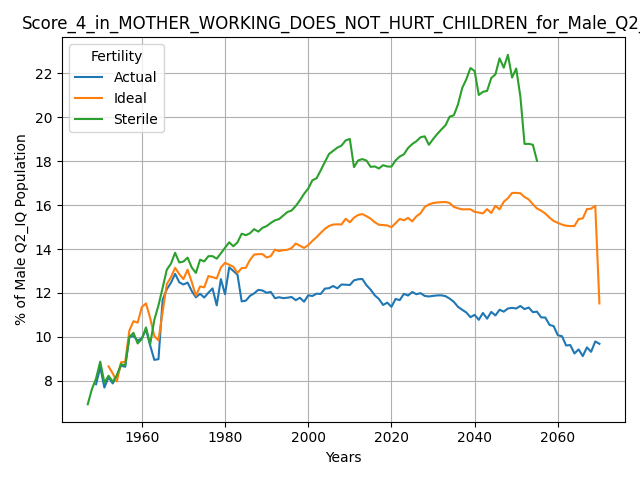 Score_4_in_MOTHER_WORKING_DOES_NOT_HURT_CHILDREN_for_Male_Q2_
Fertility
Actual
Ideal
Sterile
% of Male Q2_IQ Population
22
20
18
16
14
12
10
8
1960
1980
2000
2020
2040
2060
Years